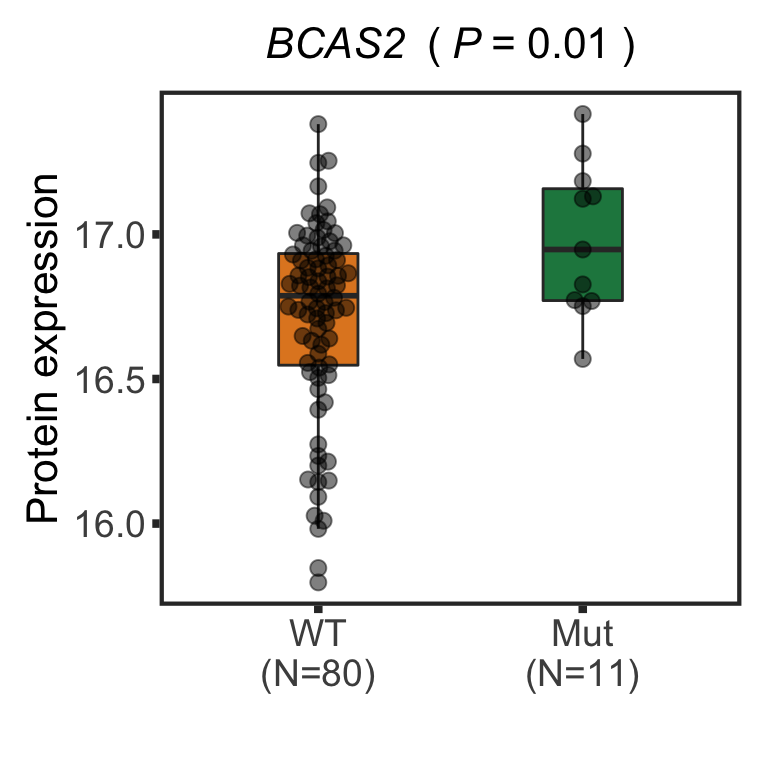 BCAS2 ( P = 0.01 )
Protein expression
17.0
16.5
16.0
WT
(N=80)
Mut
(N=11)